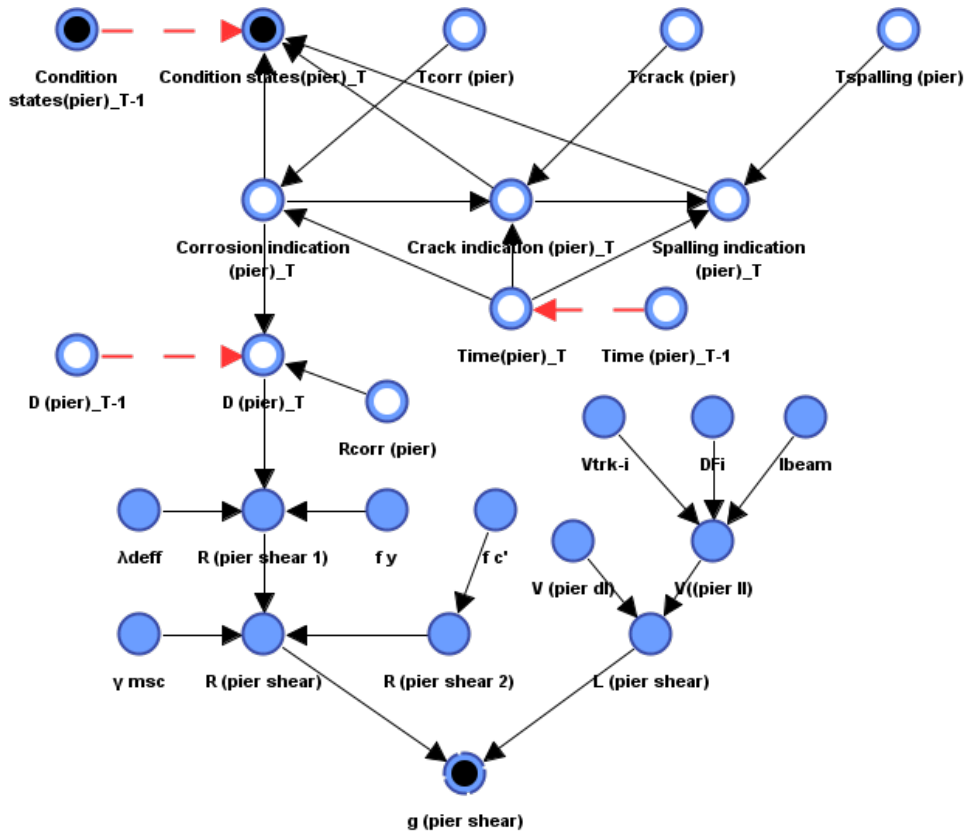 Condition
states(pier)_T-1
Condition states(pier)_T
Tcorr (pier)
Tcrack (pier)
Tspalling (pier)
Corrosion indication
(pier)_T
Crack indication (pier)_T
Spalling indication
(pier)_T
Time(pier)_T
Time (pier)_T-1
D (pier)_T-1
D (pier)_T
Rcorr (pier)
Vtrk-i
DFi
Ibeam
λdeff
R (pier shear 1)
f y
f c'
V (pier dl)
V((pier ll)
γ msc
R (pier shear)
R (pier shear 2)
L (pier shear)
g (pier shear)